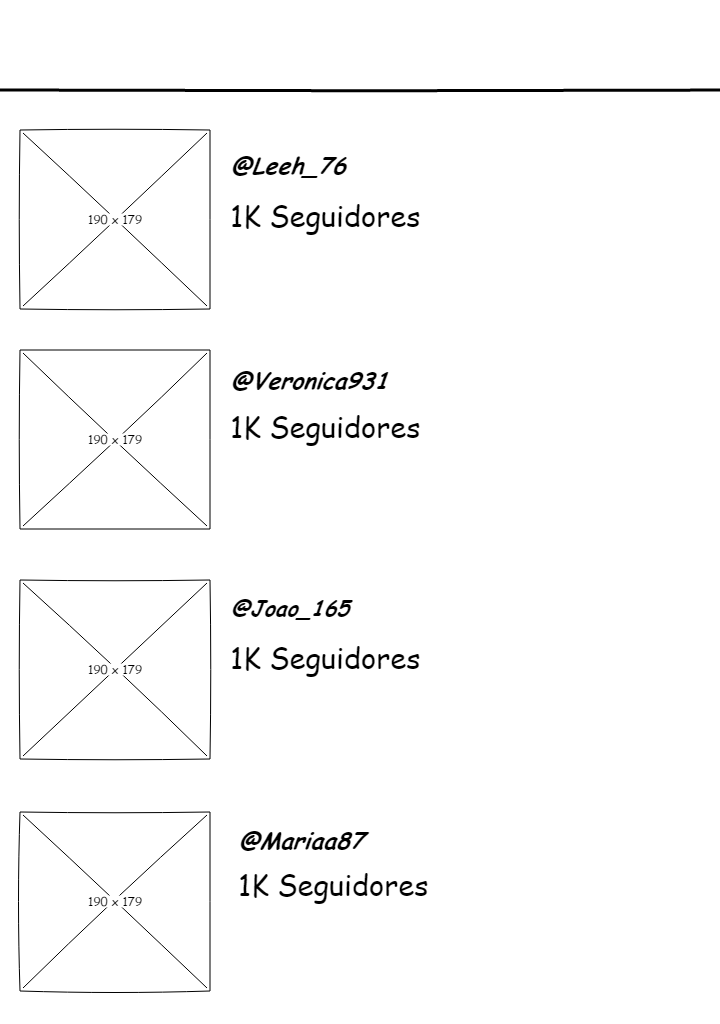 @Leeh_76
1K Seguidores
190 x 179
@Veronica931
1K Seguidores
190 x 179
@Joao_165
1K Seguidores
190 x 179
@Mariaa87
1K Seguidores
190 x 179